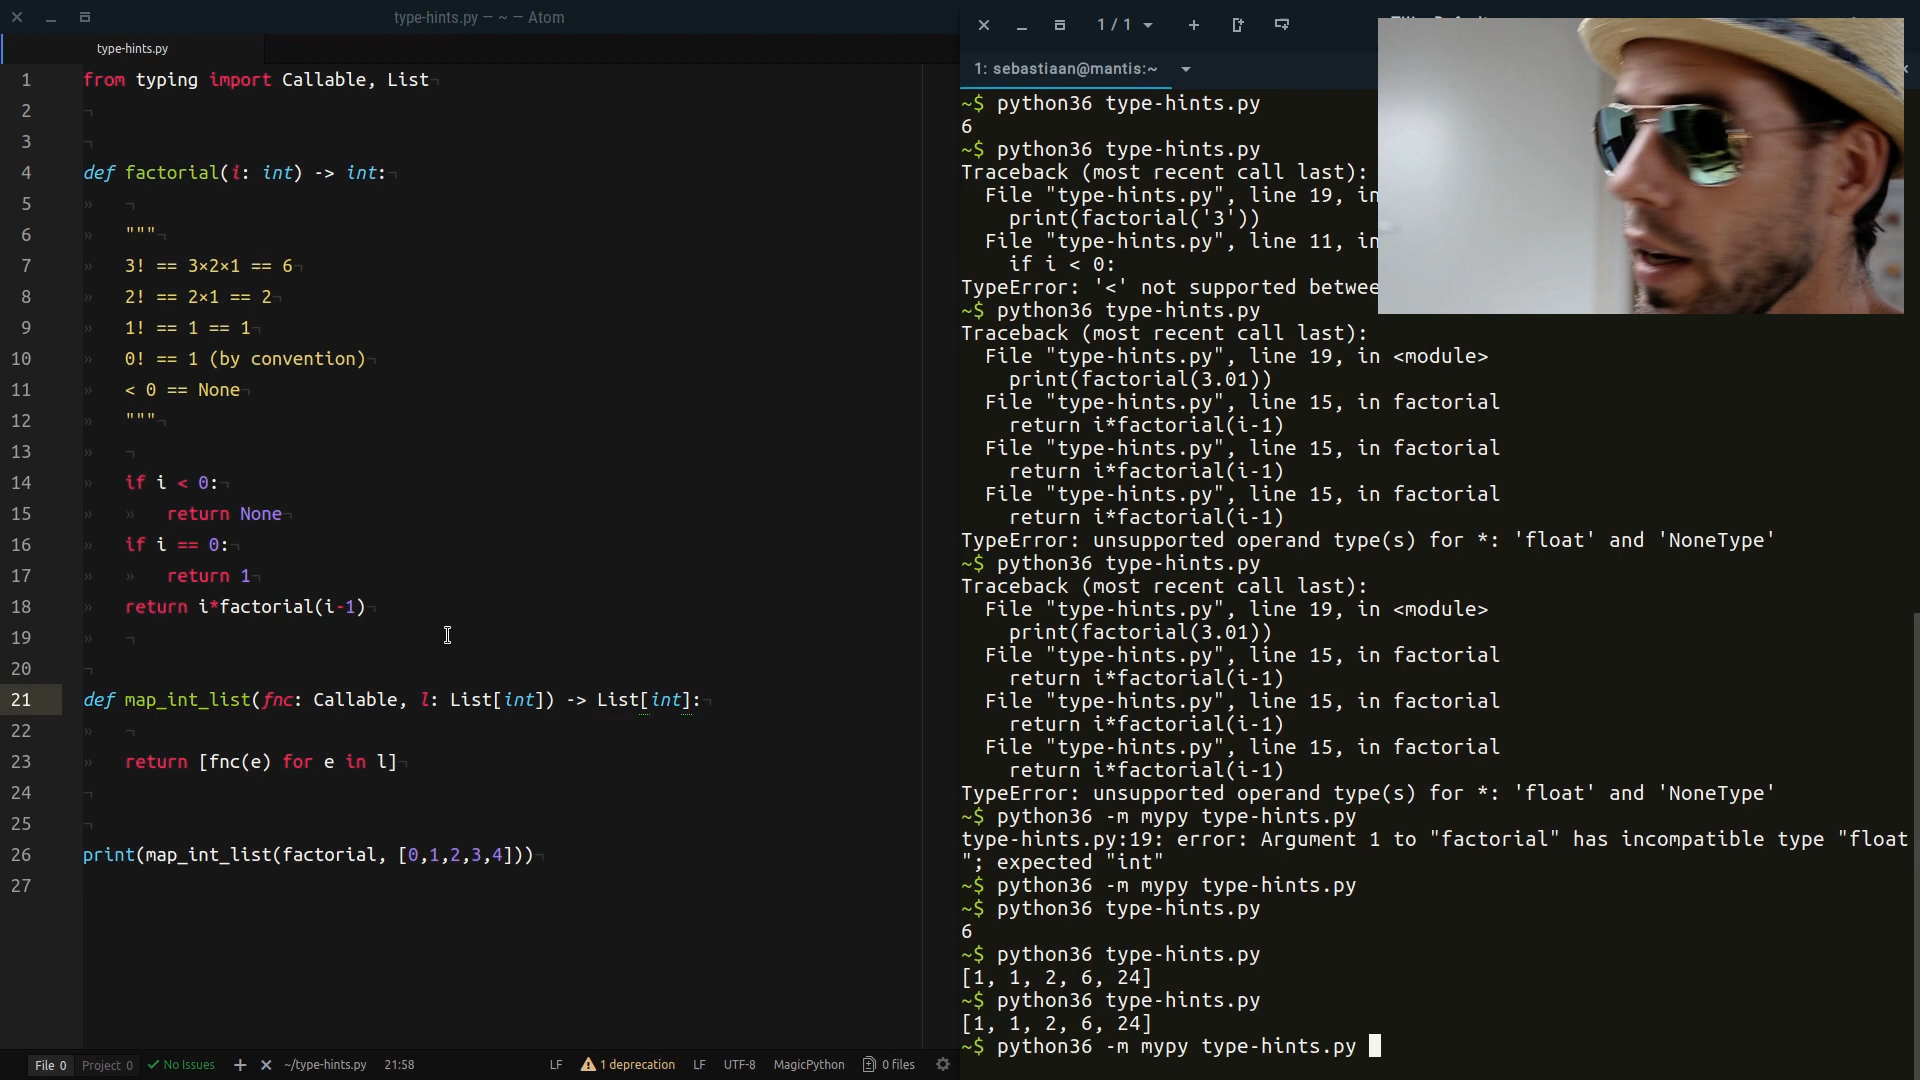 type-hints.py — ~ — Atom
type-hints.py
1 from typing import Callable, List
2
3
4 def factorial(i: int) -> int:
5
6 """
7 3! == 3×2×1 == 6
8 2! == 2×1 == 2
9 1! == 1 == 1
10 0! == 1 (by convention)
11 < 0 == None
12 """
13
14 if i < 0:
15 return None
16 if i == 0:
17 return 1
18 return i*factorial(i-1)
19
20
21 def map_int_list(fnc: Callable, l: List[int]) -> List[int]:
22
23 return [fnc(e) for e in l]
24
25
26 print(map_int_list(factorial, [0,1,2,3,4]))
27
File 0 Project 0 No Issues ~/type-hints.py 21:58 LF 1 deprecation LF UTF-8 MagicPython 0 files
1 / 1
1: sebastiaan@mantis:~
~$ python36 type-hints.py
6
~$ python36 type-hints.py
Traceback (most recent call last):
File "type-hints.py", line 19, in
print(factorial('3'))
File "type-hints.py", line 11, in
if i < 0:
TypeError: '<' not supported betwee
~$ python36 type-hints.py
Traceback (most recent call last):
File "type-hints.py", line 19, in <module>
print(factorial(3.01))
File "type-hints.py", line 15, in factorial
return i*factorial(i-1)
File "type-hints.py", line 15, in factorial
return i*factorial(i-1)
File "type-hints.py", line 15, in factorial
return i*factorial(i-1)
TypeError: unsupported operand type(s) for *: 'float' and 'NoneType'
~$ python36 type-hints.py
Traceback (most recent call last):
File "type-hints.py", line 19, in <module>
print(factorial(3.01))
File "type-hints.py", line 15, in factorial
return i*factorial(i-1)
File "type-hints.py", line 15, in factorial
return i*factorial(i-1)
File "type-hints.py", line 15, in factorial
return i*factorial(i-1)
TypeError: unsupported operand type(s) for *: 'float' and 'NoneType'
~$ python36 -m mypy type-hints.py
type-hints.py:19: error: Argument 1 to "factorial" has incompatible type "float
"; expected "int"
~$ python36 -m mypy type-hints.py
~$ python36 type-hints.py
6
~$ python36 type-hints.py
[1, 1, 2, 6, 24]
~$ python36 type-hints.py
[1, 1, 2, 6, 24]
~$ python36 -m mypy type-hints.py